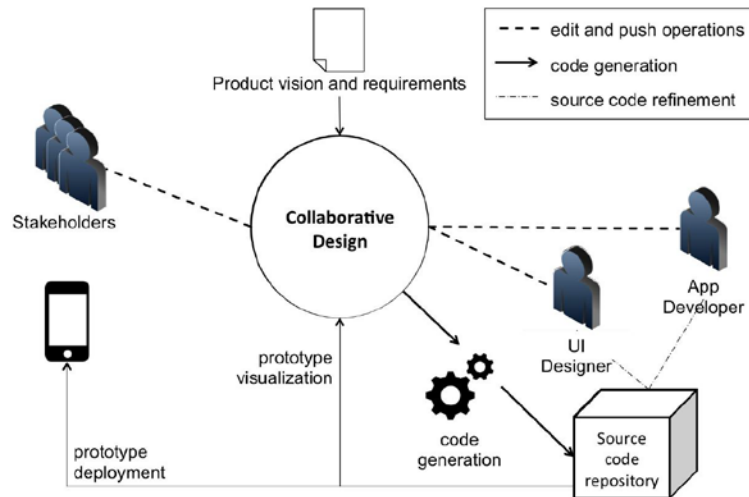 edit and push operations
code generation
source code refinement
Product vision and requirements
Stakeholders
Collaborative
Design
App
Developer
UI
Designer
prototype
visualization
code
generation
Source
code
repository
prototype
deployment